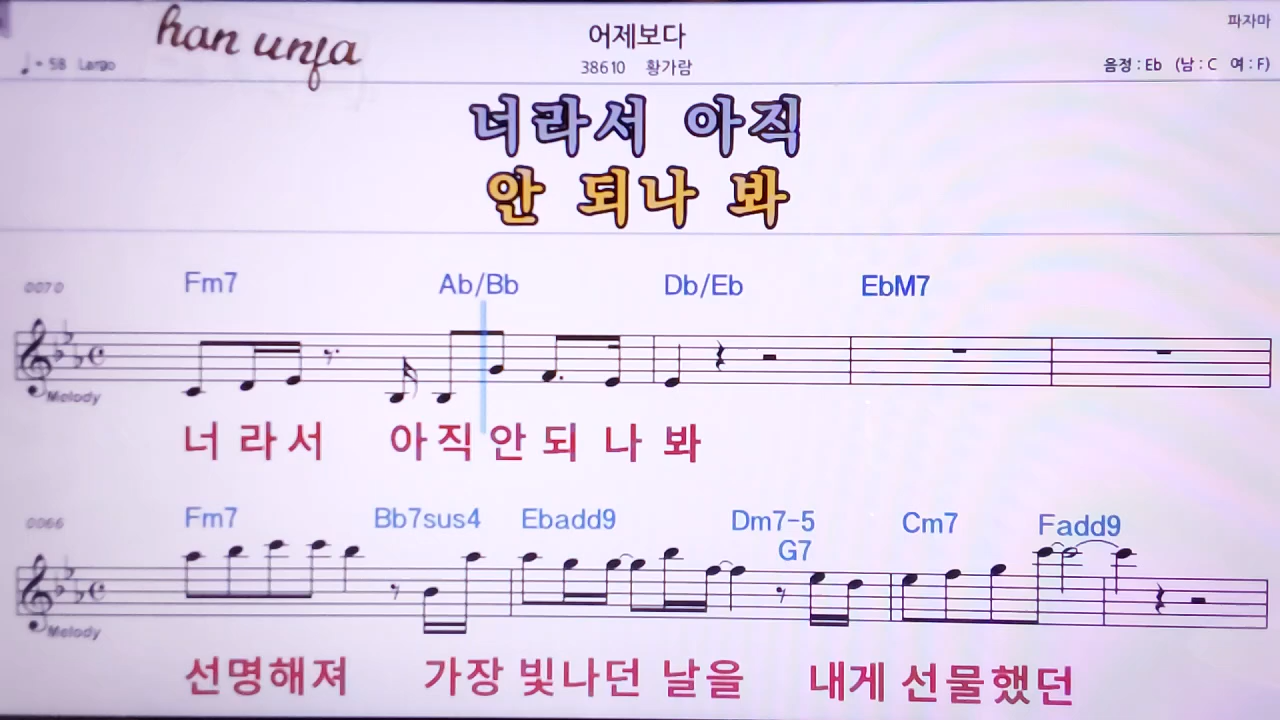 han unfa
어제보다
파자마
♩= 58 Largo
38610 황가람
음정 : Eb (남 : C 여 : F)
너라서 아직
안 되나 봐
0070
Fm7 Ab/Bb Db/Eb EbM7
Melody
너 라 서 아 직 안 되 나 봐
0066
Fm7 Bb7sus4 Ebadd9 Dm7-5 Cm7 Fadd9
G7
Melody
선명해져 가장 빛나던 날을 내게 선물했던